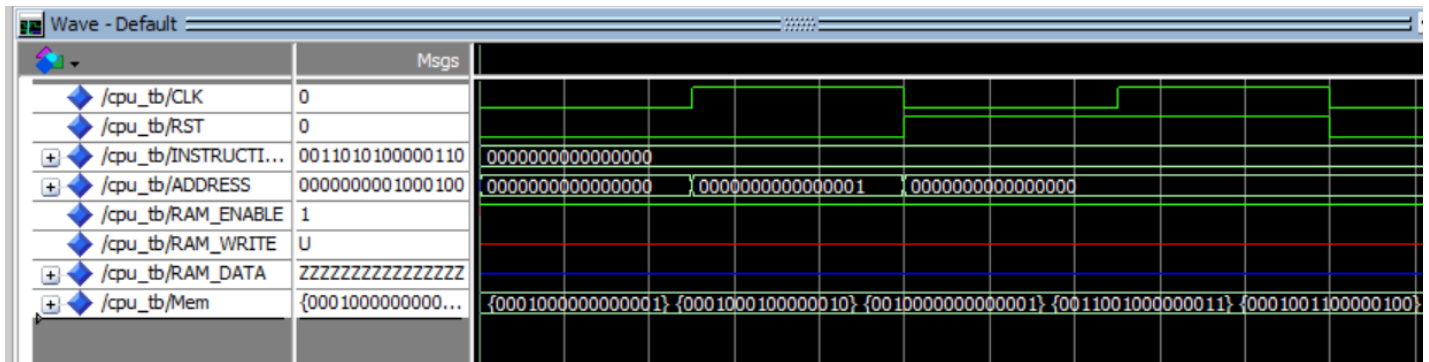 Wave - Default
Msgs
/cpu_tb/CLK 0
/cpu_tb/RST 0
/cpu_tb/INSTRUCTI... 0011010100000110 0000000000000000
/cpu_tb/ADDRESS 0000000001000100 0000000000000000 0000000000000001 0000000000000000
/cpu_tb/RAM_ENABLE 1
/cpu_tb/RAM_WRITE U
/cpu_tb/RAM_DATA ZZZZZZZZZZZZZZZZ
/cpu_tb/Mem {0001000000000... {0001000000000001} {0001000100000010} {0010000000000001} {0011001000000011} {0001001100000100}